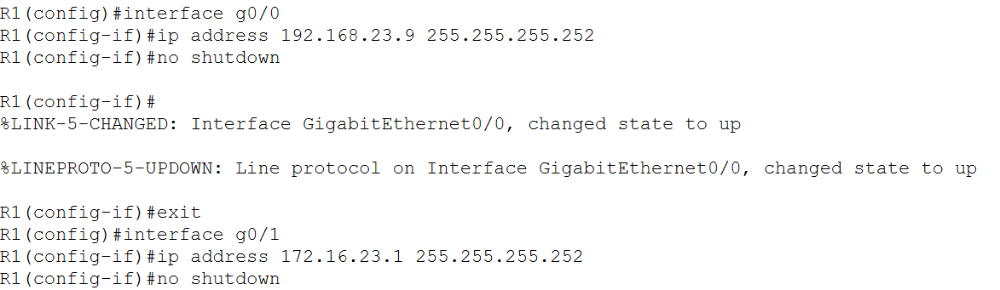 R1(config)#interface g0/0
R1(config-if)#ip address 192.168.23.9 255.255.255.252
R1(config-if)#no shutdown
R1(config-if)#
%LINK-5-CHANGED: Interface GigabitEthernet0/0, changed state to up
%LINEPROTO-5-UPDOWN: Line protocol on Interface GigabitEthernet0/0, changed state to up
R1(config-if)#exit
R1(config)#interface g0/1
R1(config-if)#ip address 172.16.23.1 255.255.255.252
R1(config-if)#no shutdown